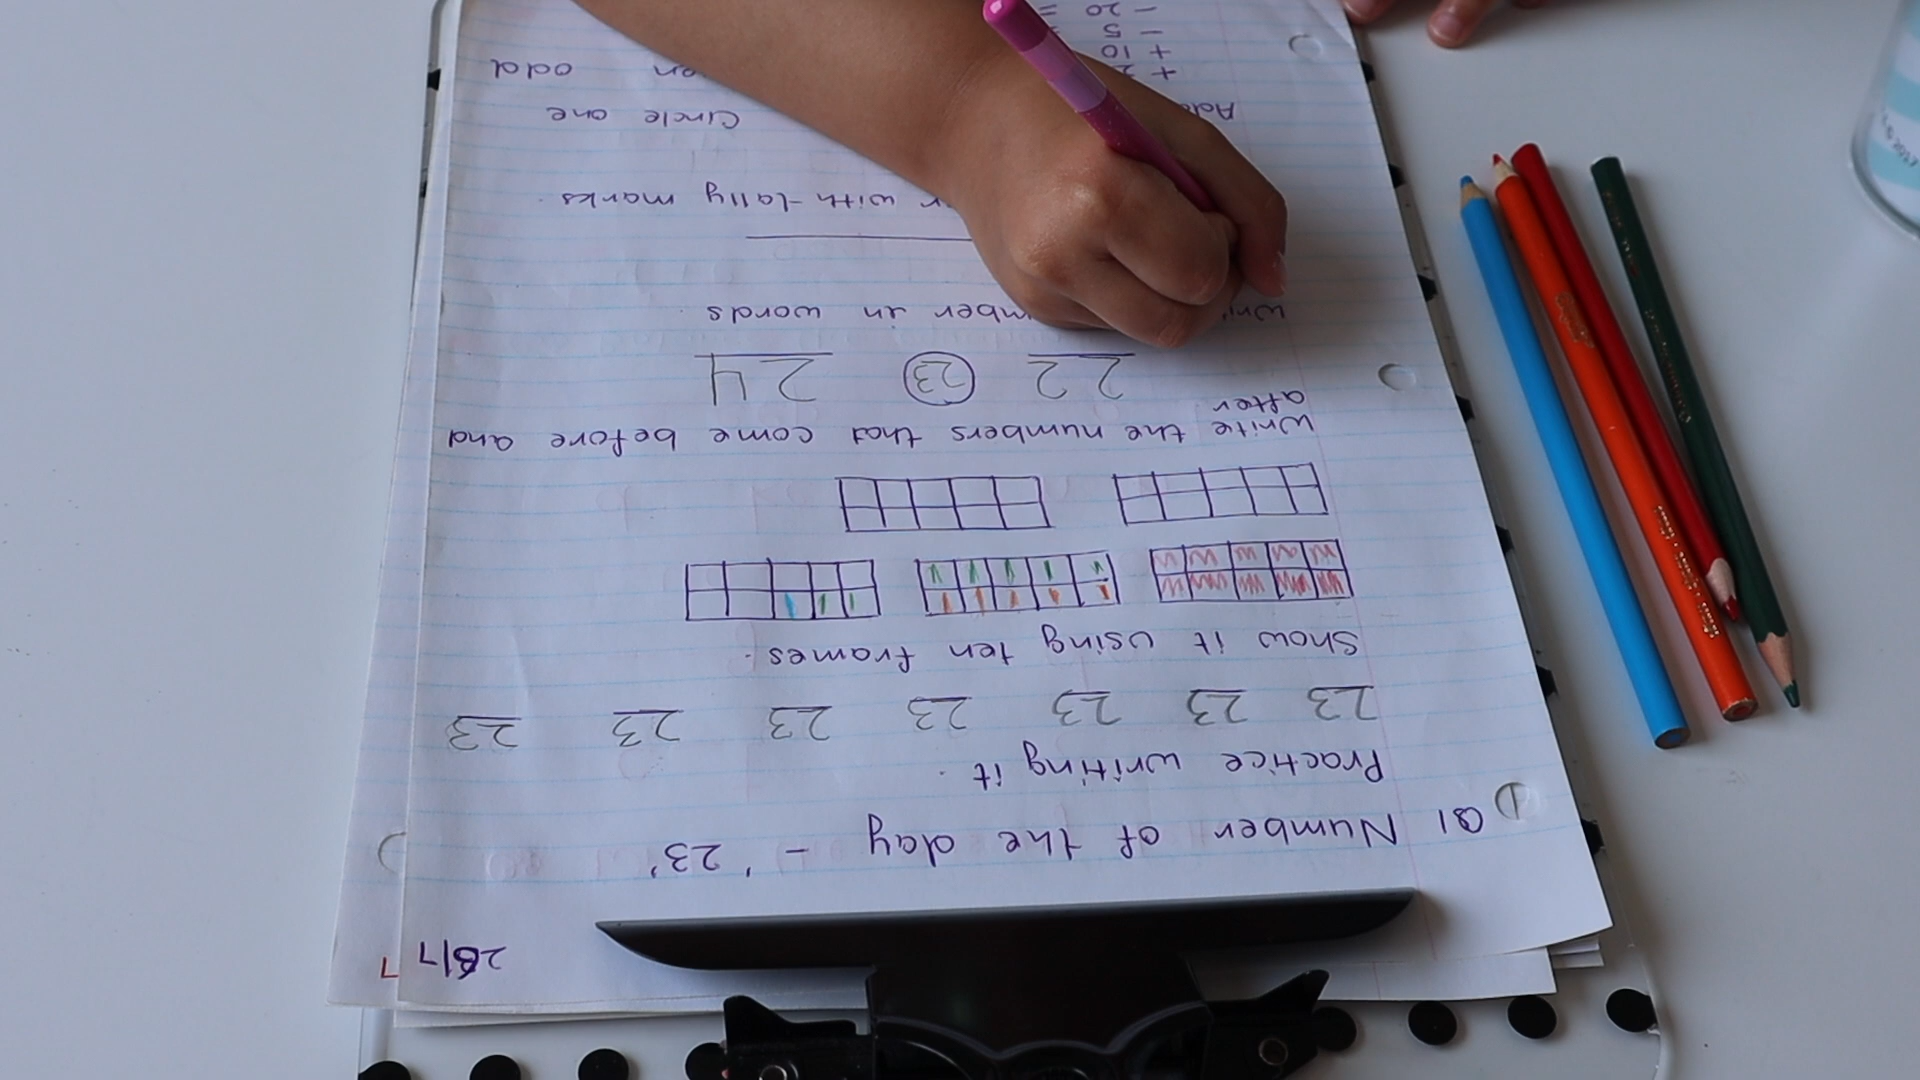 28/7
Q1 Number of the day - '23'
Practice writing it.
23 23 23 23 23 23 23
Show it using ten frames.
Write the numbers that come before and
after
22 23 24
in words.
with tally marks.
Circle one
odd
+ 10
- 5
- 20 =